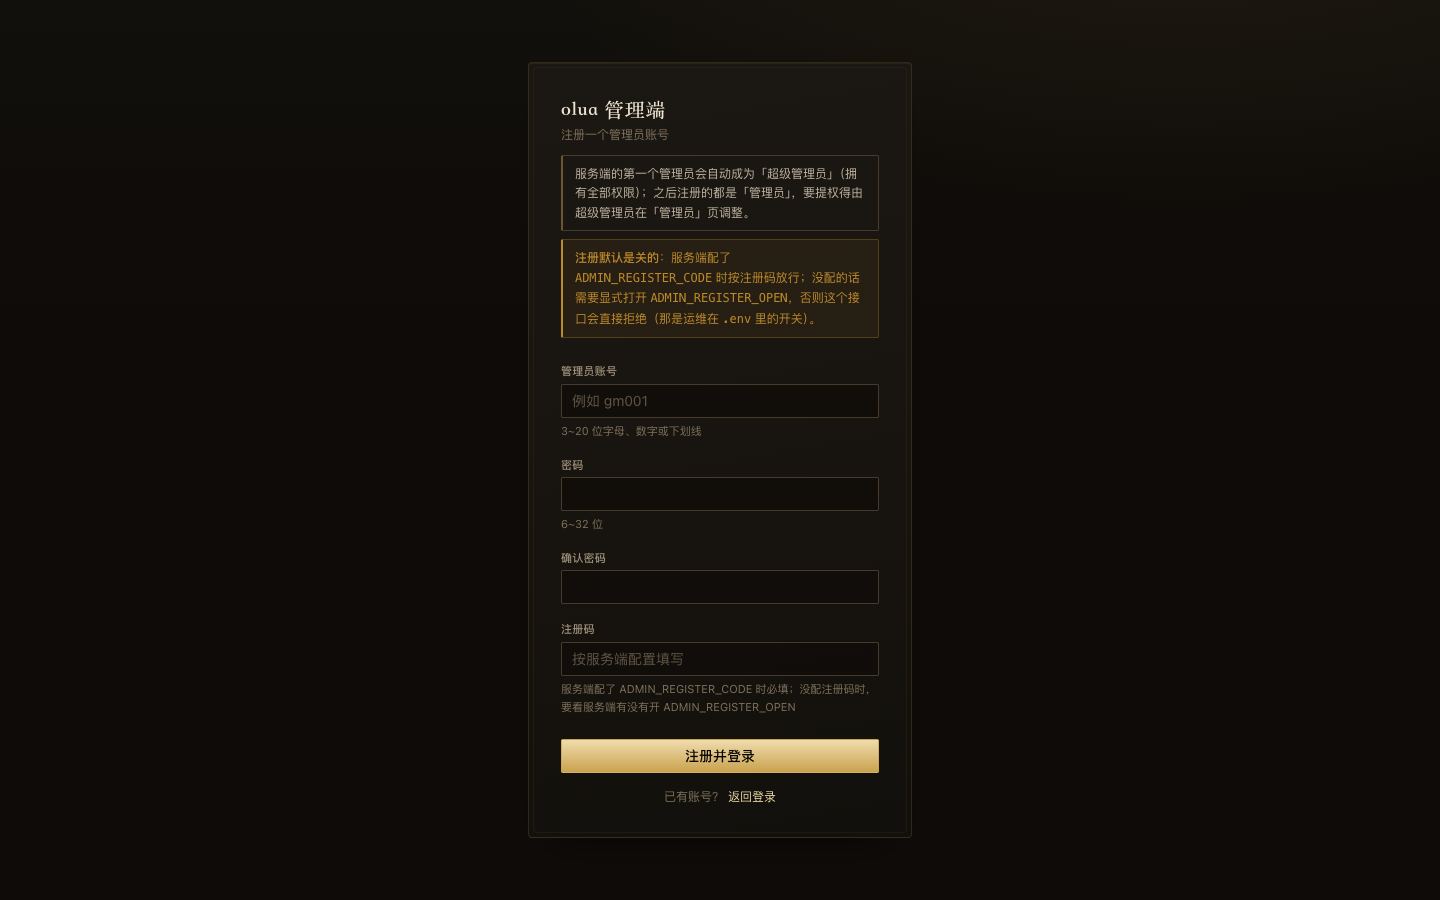 olua 管理端
注册一个管理员账号
服务端的第一个管理员会自动成为「超级管理员」（拥
有全部权限）；之后注册的都是「管理员」，要提权得由
超级管理员在「管理员」页调整。
注册默认是关的：服务端配了
ADMIN_REGISTER_CODE 时按注册码放行；没配的话
需要显式打开 ADMIN_REGISTER_OPEN，否则这个接
口会直接拒绝（那是运维在 .env 里的开关）。
管理员账号
例如 gm001
3~20 位字母、数字或下划线
密码
6~32 位
确认密码
注册码
按服务端配置填写
服务端配了 ADMIN_REGISTER_CODE 时必填；没配注册码时，
要看服务端有没有开 ADMIN_REGISTER_OPEN
注册并登录
已有账号？ 返回登录